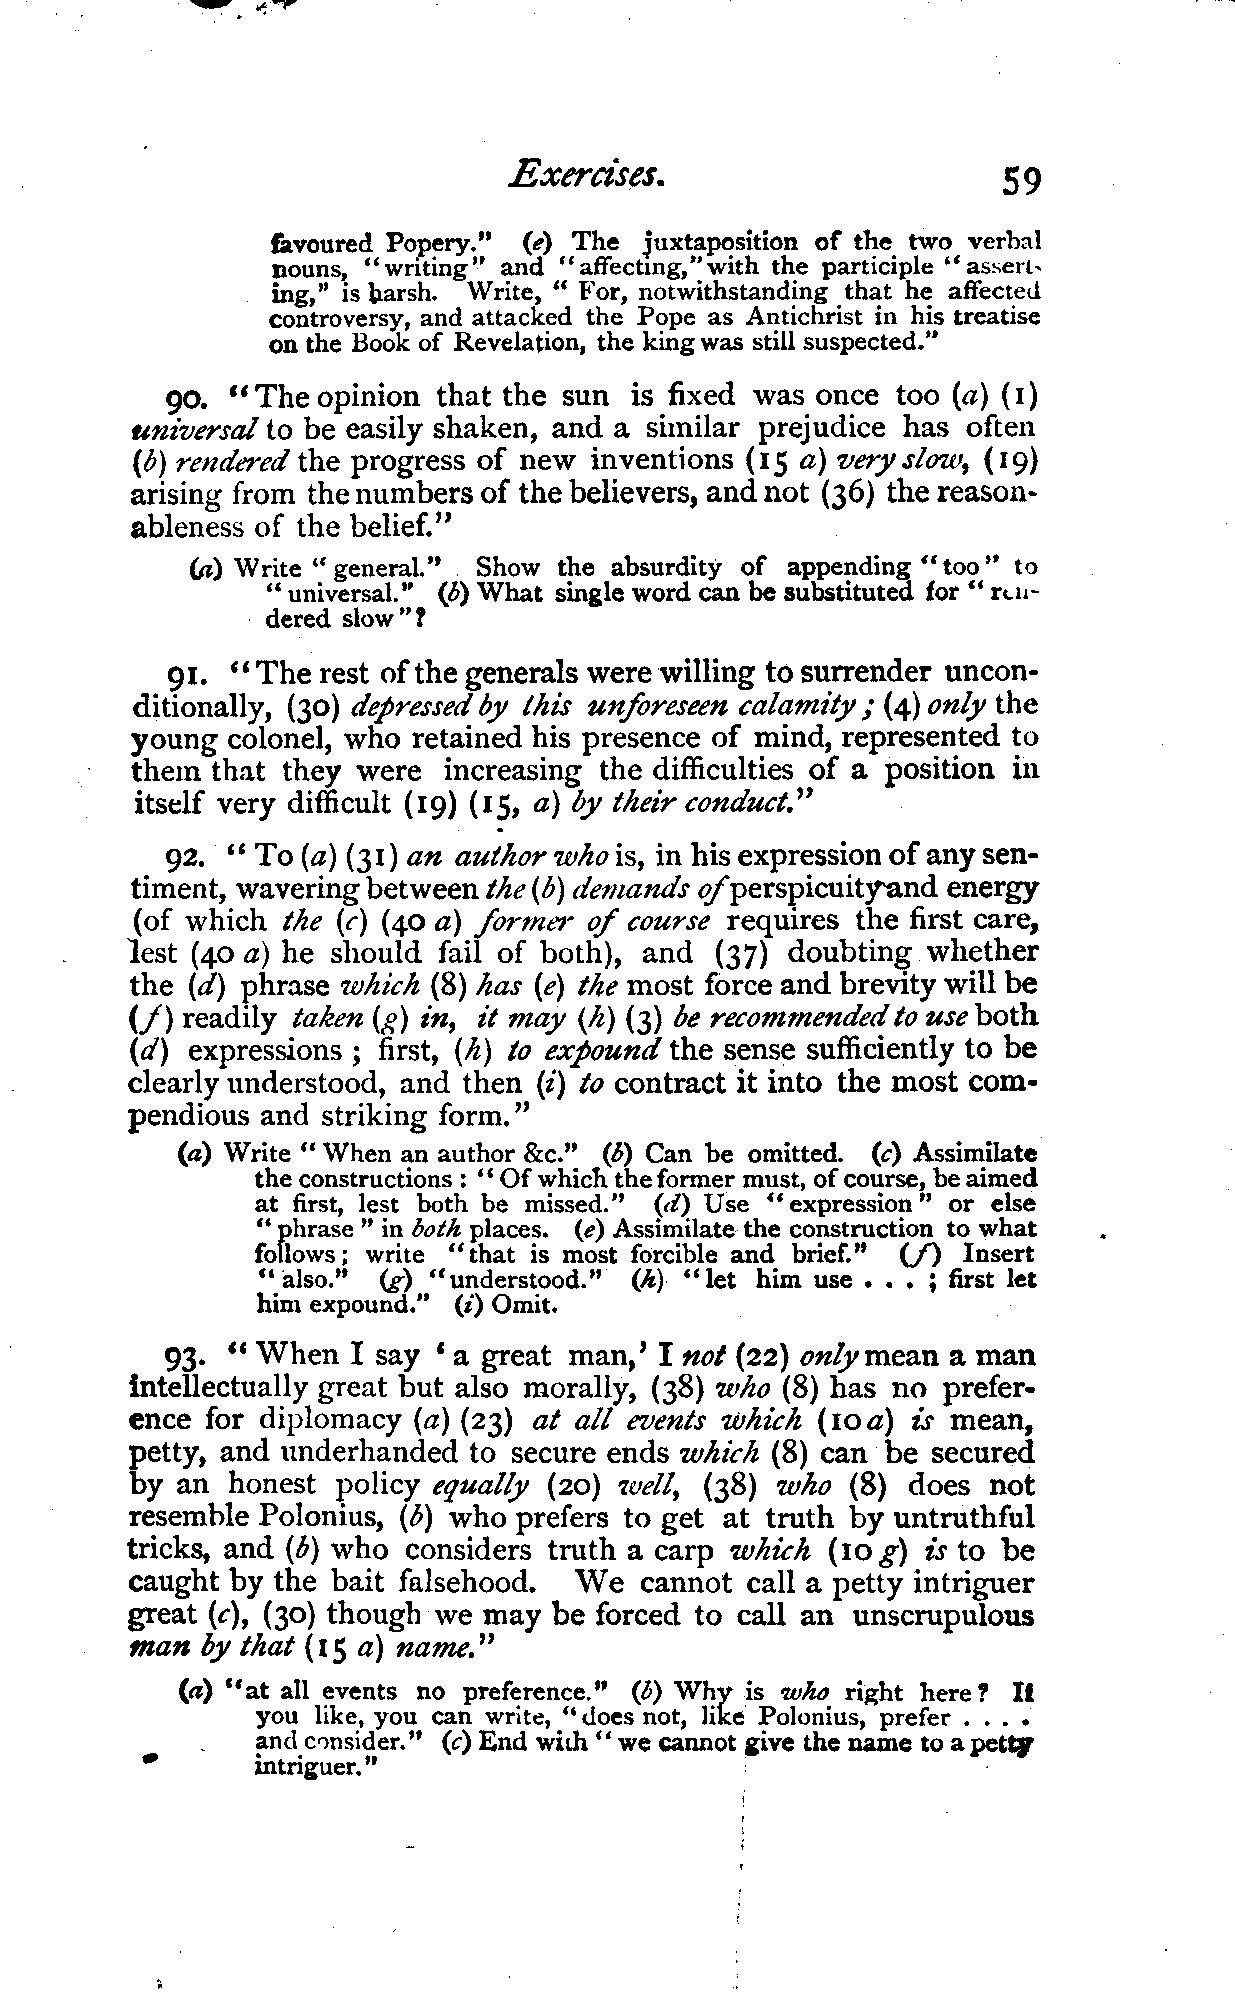 Exercises. 59
favoured Popery." (e) The juxtaposition of the two verbal
nouns, "writing" and "affecting," with the participle "assert-
ing," is harsh. Write, "For, notwithstanding that he affected
controversy, and attacked the Pope as Antichrist in his treatise
on the Book of Revelation, the king was still suspected."
90. "The opinion that the sun is fixed was once too (a) (1)
universal to be easily shaken, and a similar prejudice has often
(b) rendered the progress of new inventions (15 a) very slow, (19)
arising from the numbers of the believers, and not (36) the reason-
ableness of the belief."
(a) Write "general." Show the absurdity of appending "too" to
"universal." (b) What single word can be substituted for "ren-
dered slow"?
91. "The rest of the generals were willing to surrender uncon-
ditionally, (30) depressed by this unforeseen calamity; (4) only the
young colonel, who retained his presence of mind, represented to
them that they were increasing the difficulties of a position in
itself very difficult (19) (15, a) by their conduct."
92. "To (a) (31) an author who is, in his expression of any sen-
timent, wavering between the (b) demands of perspicuity and energy
(of which the (c) (40 a) former of course requires the first care,
lest (40 a) he should fail of both), and (37) doubting whether
the (d) phrase which (8) has (e) the most force and brevity will be
(f) readily taken (g) in, it may (h) (3) be recommended to use both
(d) expressions; first, (h) to expound the sense sufficiently to be
clearly understood, and then (i) to contract it into the most com-
pendious and striking form."
(a) Write "When an author &c." (b) Can be omitted. (c) Assimilate
the constructions: "Of which the former must, of course, be aimed
at first, lest both be missed." (d) Use "expression" or else
"phrase" in both places. (e) Assimilate the construction to what
follows; write "that is most forcible and brief." (f) Insert
"also." (g) "understood." (h) "let him use . . . ; first let
him expound." (i) Omit.
93. "When I say 'a great man,' I not (22) only mean a man
intellectually great but also morally, (38) who (8) has no prefer-
ence for diplomacy (a) (23) at all events which (10 a) is mean,
petty, and underhanded to secure ends which (8) can be secured
by an honest policy equally (20) well, (38) who (8) does not
resemble Polonius, (b) who prefers to get at truth by untruthful
tricks, and (b) who considers truth a carp which (10 g) is to be
caught by the bait falsehood. We cannot call a petty intriguer
great (c), (30) though we may be forced to call an unscrupulous
man by that (15 a) name."
(a) "at all events no preference." (b) Why is who right here? If
you like, you can write, "does not, like Polonius, prefer . . . .
and consider." (c) End with "we cannot give the name to a petty
intriguer."